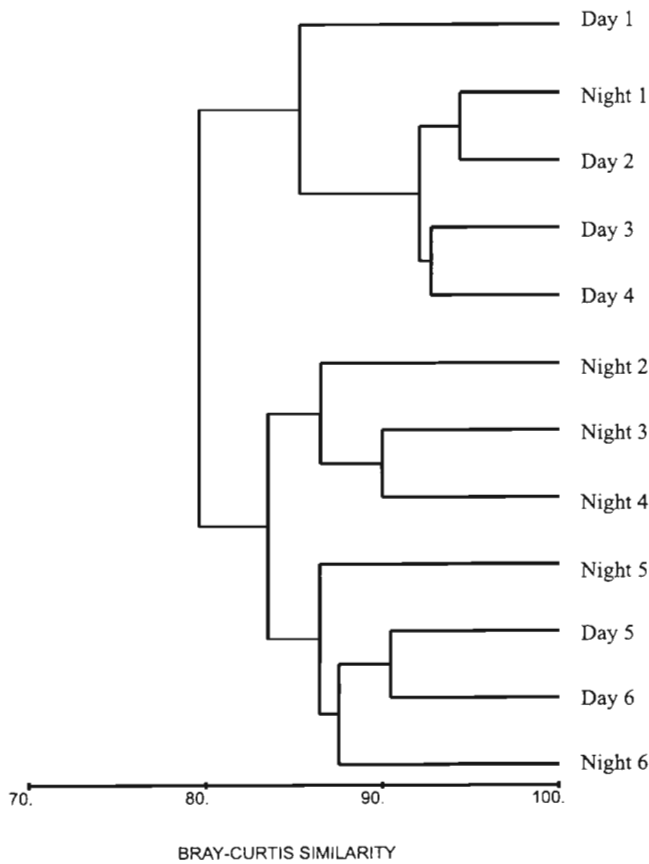 Day 1
Night 1
Day 2
Day 3
Day 4
Night 2
Night 3
Night 4
Night 5
Day 5
Day 6
Night 6
70. 80. 90. 100.
BRAY-CURTIS SIMILARITY